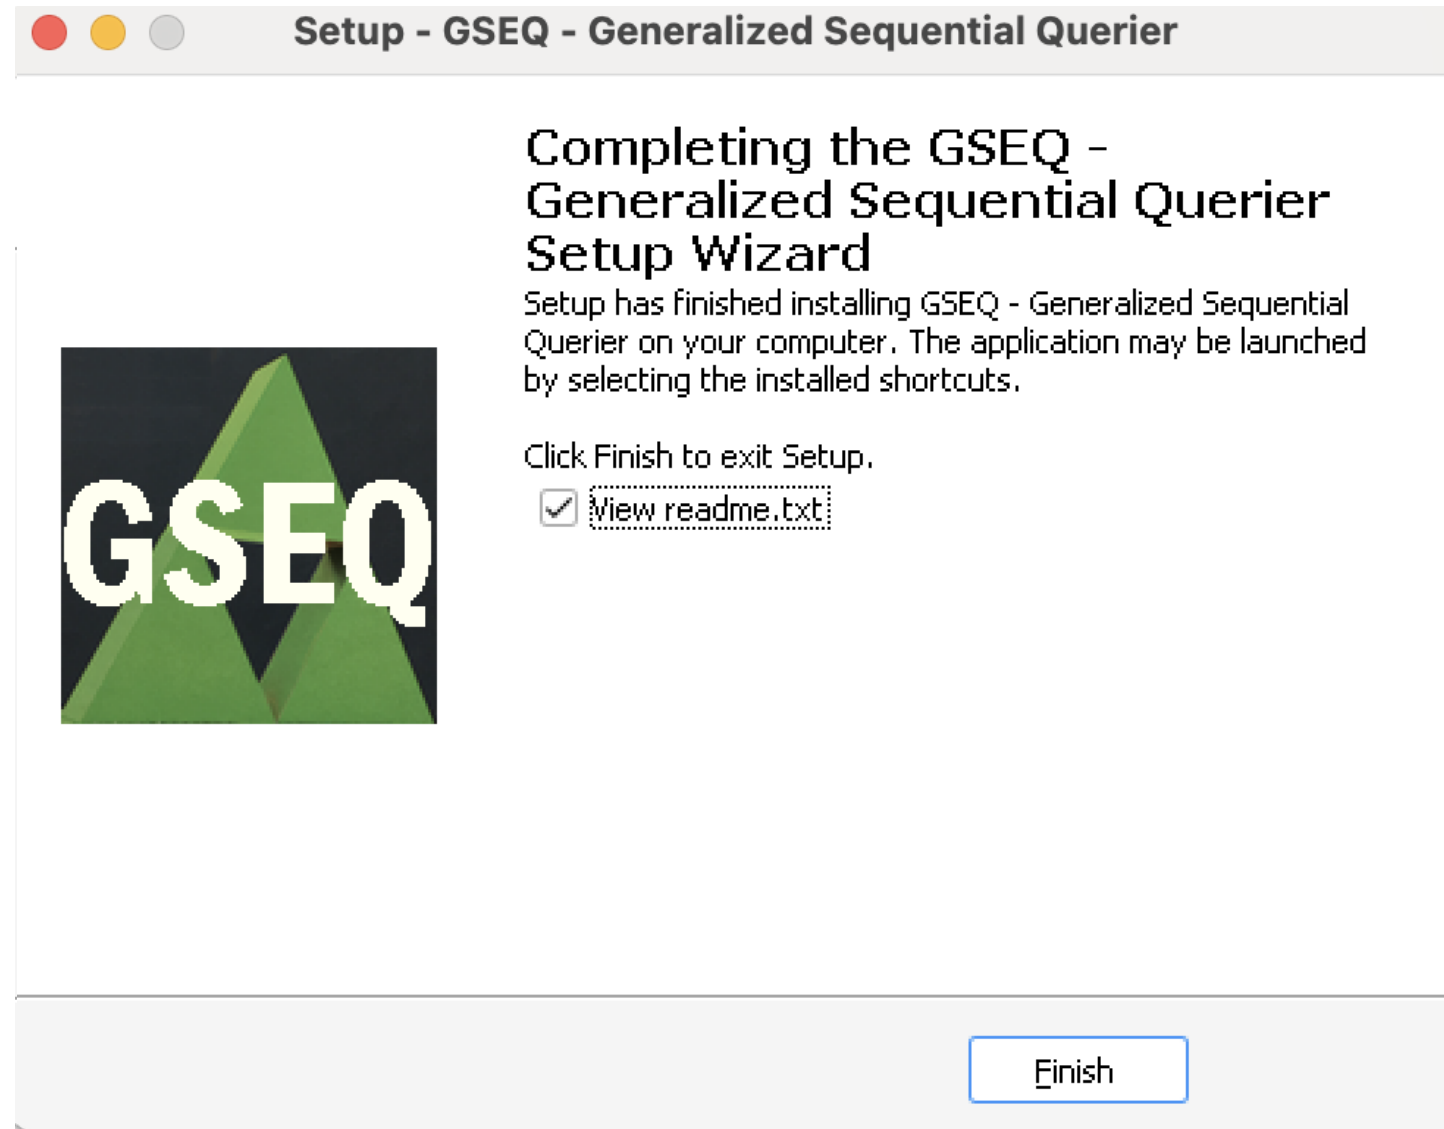 Setup - GSEQ - Generalized Sequential Querier
Completing the GSEQ -
Generalized Sequential Querier
Setup Wizard
Setup has finished installing GSEQ - Generalized Sequential
Querier on your computer. The application may be launched
by selecting the installed shortcuts.
Click Finish to exit Setup.
View readme.txt
GSEQ
Finish